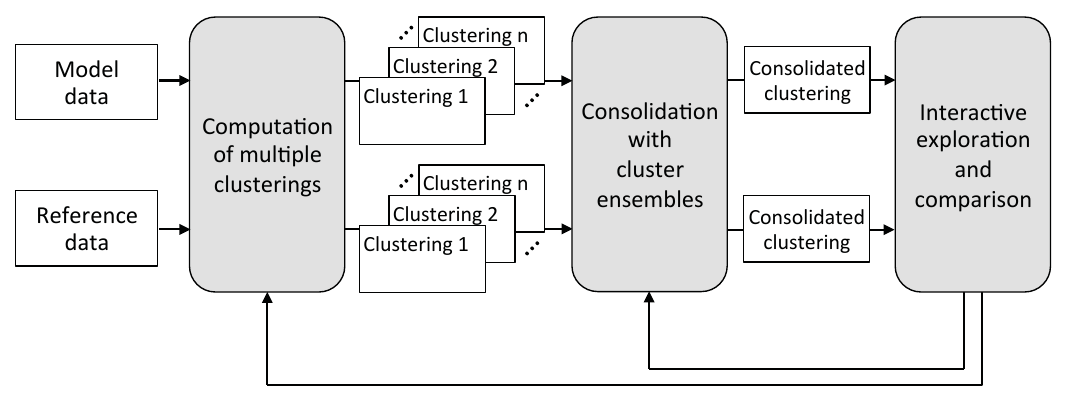 Model
data
Reference
data
Computation
of multiple
clusterings
Clustering n
Clustering 2
Clustering 1
Clustering n
Clustering 2
Clustering 1
Consolidation
with
cluster
ensembles
Consolidated
clustering
Consolidated
clustering
Interactive
exploration
and
comparison